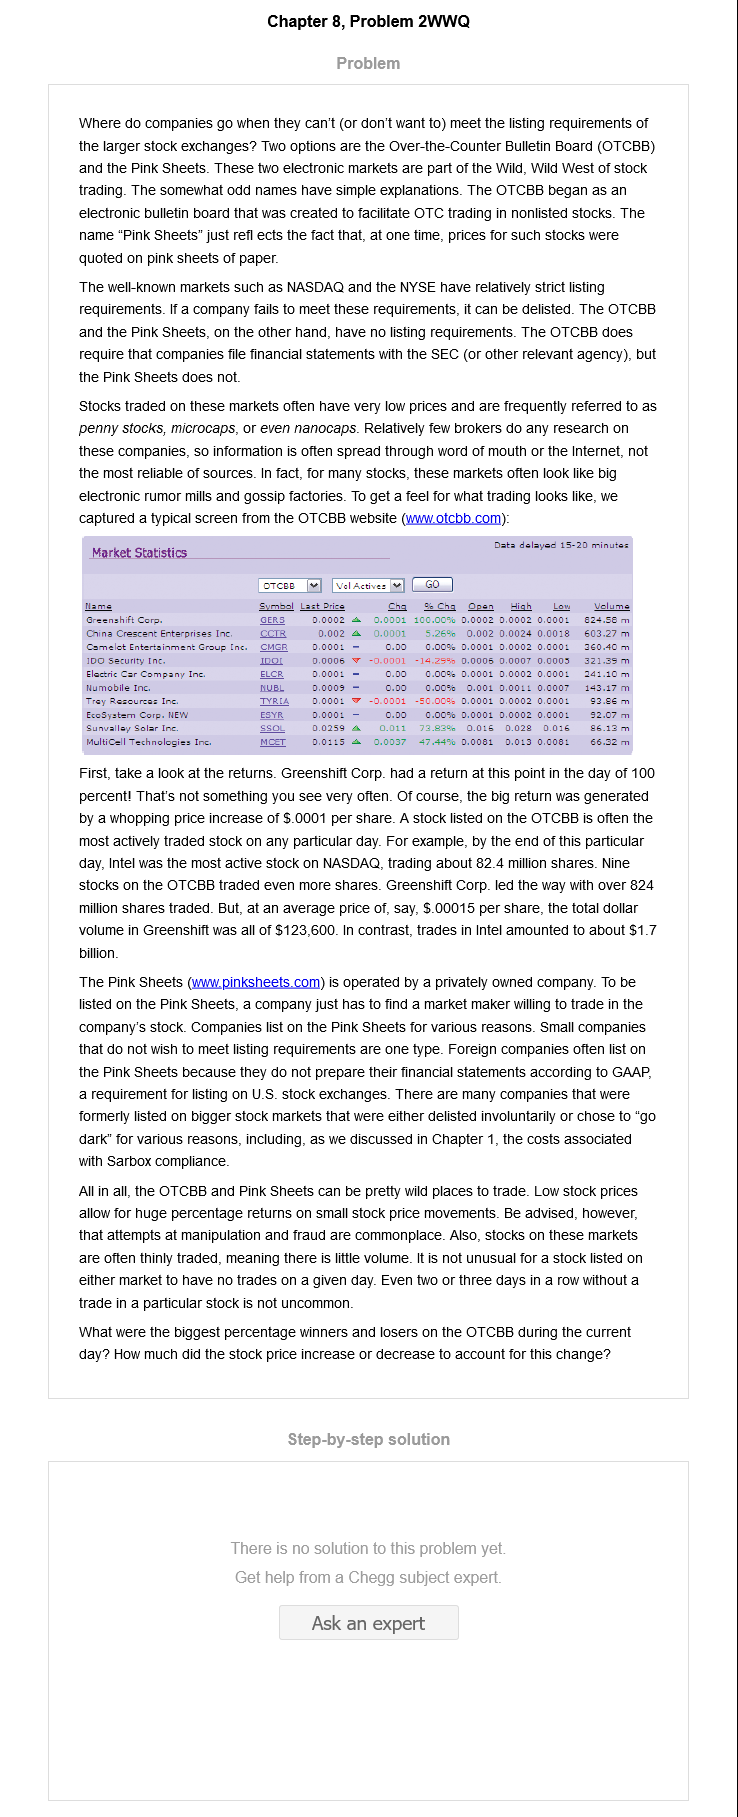 Chapter 8, Problem 2WWQ
Problem
Where do companies go when they can't (or don't want to) meet the listing requirements of
the larger stock exchanges? Two options are the Over-the-Counter Bulletin Board (OTCBB)
and the Pink Sheets. These two electronic markets are part of the Wild, Wild West of stock
trading. The somewhat odd names have simple explanations. The OTCBB began as an
electronic bulletin board that was created to facilitate OTC trading in nonlisted stocks. The
name “Pink Sheets” just refl ects the fact that, at one time, prices for such stocks were
quoted on pink sheets of paper.
The well-known markets such as NASDAQ and the NYSE have relatively strict listing
requirements. If a company fails to meet these requirements, it can be delisted. The OTCBB
and the Pink Sheets, on the other hand, have no listing requirements. The OTCBB does
require that companies file financial statements with the SEC (or other relevant agency), but
the Pink Sheets does not.
Stocks traded on these markets often have very low prices and are frequently referred to as
penny stocks, microcaps, or even nanocaps. Relatively few brokers do any research on
these companies, so information is often spread through word of mouth or the Internet, not
the most reliable of sources. In fact, for many stocks, these markets often look like big
electronic rumor mills and gossip factories. To get a feel for what trading looks like, we
captured a typical screen from the OTCBB website (www.otcbb.com):
Data delayed 15-20 minutes
Market Statistics
OTCBB Vol Actives GO
Name Symbol Last Price Chg % Chg Open High Low Volume
Greenshift Corp. GERS 0.0002 0.0001 100.00% 0.0002 0.0002 0.0001 824.58 m
China Crescent Enterprises Inc. CCTR 0.002 0.0001 5.26% 0.002 0.0024 0.0018 603.27 m
Camelot Entertainment Group Inc. CMGR 0.0001 – 0.00 0.00% 0.0001 0.0002 0.0001 360.40 m
IDO Security Inc. IDOI 0.0006 -0.0001 -14.29% 0.0006 0.0007 0.0005 321.39 m
Electric Car Company Inc. ELCR 0.0001 – 0.00 0.00% 0.0001 0.0002 0.0001 241.10 m
Numobile Inc. NUBL 0.0009 – 0.00 0.00% 0.001 0.0011 0.0007 143.17 m
Trey Resources Inc. TYRIA 0.0001 -0.0001 -50.00% 0.0001 0.0002 0.0001 93.86 m
EcoSystem Corp. NEW ESYR 0.0001 – 0.00 0.00% 0.0001 0.0002 0.0001 92.07 m
Sunvalley Solar Inc. SSOL 0.0259 0.011 73.83% 0.016 0.028 0.016 86.13 m
MultiCell Technologies Inc. MCET 0.0115 0.0037 47.44% 0.0081 0.013 0.0081 66.32 m
First, take a look at the returns. Greenshift Corp. had a return at this point in the day of 100
percent! That's not something you see very often. Of course, the big return was generated
by a whopping price increase of $.0001 per share. A stock listed on the OTCBB is often the
most actively traded stock on any particular day. For example, by the end of this particular
day, Intel was the most active stock on NASDAQ, trading about 82.4 million shares. Nine
stocks on the OTCBB traded even more shares. Greenshift Corp. led the way with over 824
million shares traded. But, at an average price of, say, $.00015 per share, the total dollar
volume in Greenshift was all of $123,600. In contrast, trades in Intel amounted to about $1.7
billion.
The Pink Sheets (www.pinksheets.com) is operated by a privately owned company. To be
listed on the Pink Sheets, a company just has to find a market maker willing to trade in the
company's stock. Companies list on the Pink Sheets for various reasons. Small companies
that do not wish to meet listing requirements are one type. Foreign companies often list on
the Pink Sheets because they do not prepare their financial statements according to GAAP,
a requirement for listing on U.S. stock exchanges. There are many companies that were
formerly listed on bigger stock markets that were either delisted involuntarily or chose to “go
dark” for various reasons, including, as we discussed in Chapter 1, the costs associated
with Sarbox compliance.
All in all, the OTCBB and Pink Sheets can be pretty wild places to trade. Low stock prices
allow for huge percentage returns on small stock price movements. Be advised, however,
that attempts at manipulation and fraud are commonplace. Also, stocks on these markets
are often thinly traded, meaning there is little volume. It is not unusual for a stock listed on
either market to have no trades on a given day. Even two or three days in a row without a
trade in a particular stock is not uncommon.
What were the biggest percentage winners and losers on the OTCBB during the current
day? How much did the stock price increase or decrease to account for this change?
Step-by-step solution
There is no solution to this problem yet.
Get help from a Chegg subject expert.
Ask an expert